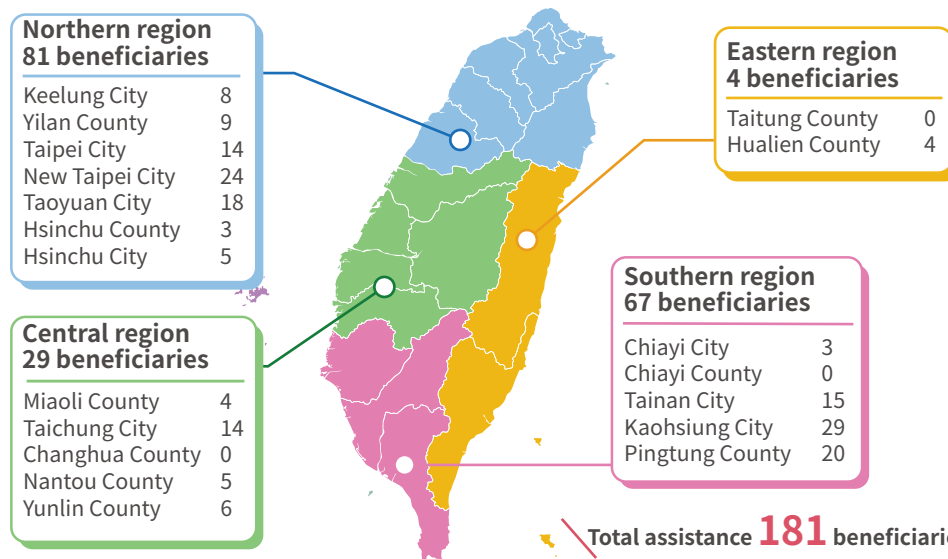 Northern region
81 beneficiaries
Keelung City 8
Yilan County 9
Taipei City 14
New Taipei City 24
Taoyuan City 18
Hsinchu County 3
Hsinchu City 5
Central region
29 beneficiaries
Miaoli County 4
Taichung City 14
Changhua County 0
Nantou County 5
Yunlin County 6
Eastern region
4 beneficiaries
Taitung County 0
Hualien County 4
Southern region
67 beneficiaries
Chiayi City 3
Chiayi County 0
Tainan City 15
Kaohsiung City 29
Pingtung County 20
Total assistance 181 beneficiari